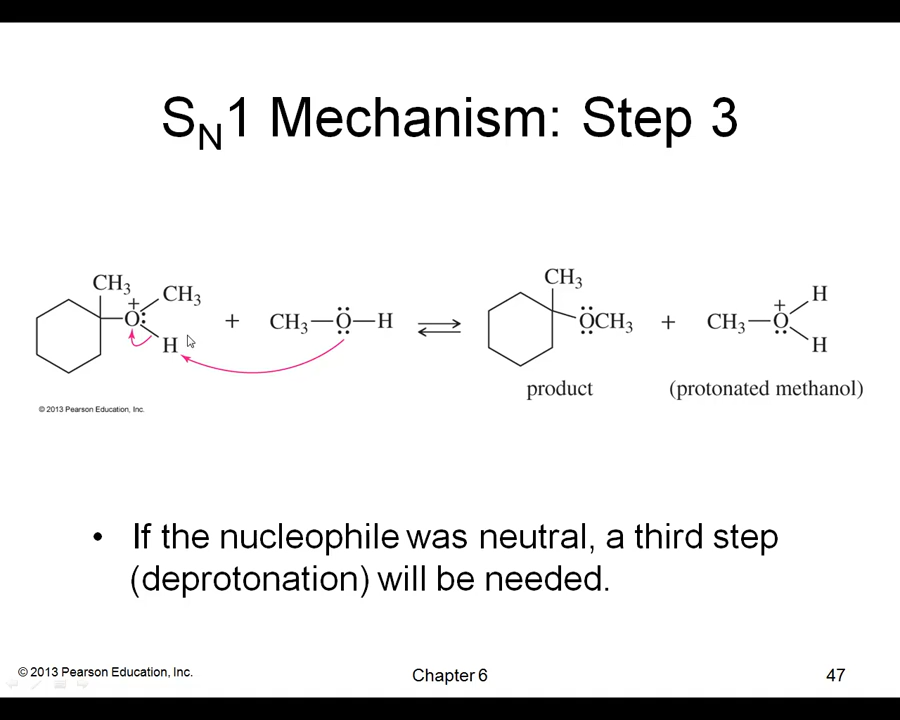 SN1 Mechanism: Step 3
CH3
+
CH3
O:
H
+
CH3—Ö—H
⇌
CH3
ÖCH3
+
CH3—O
+
H
H
product
(protonated methanol)
© 2013 Pearson Education, Inc.
• If the nucleophile was neutral, a third step
(deprotonation) will be needed.
© 2013 Pearson Education, Inc.
Chapter 6
47